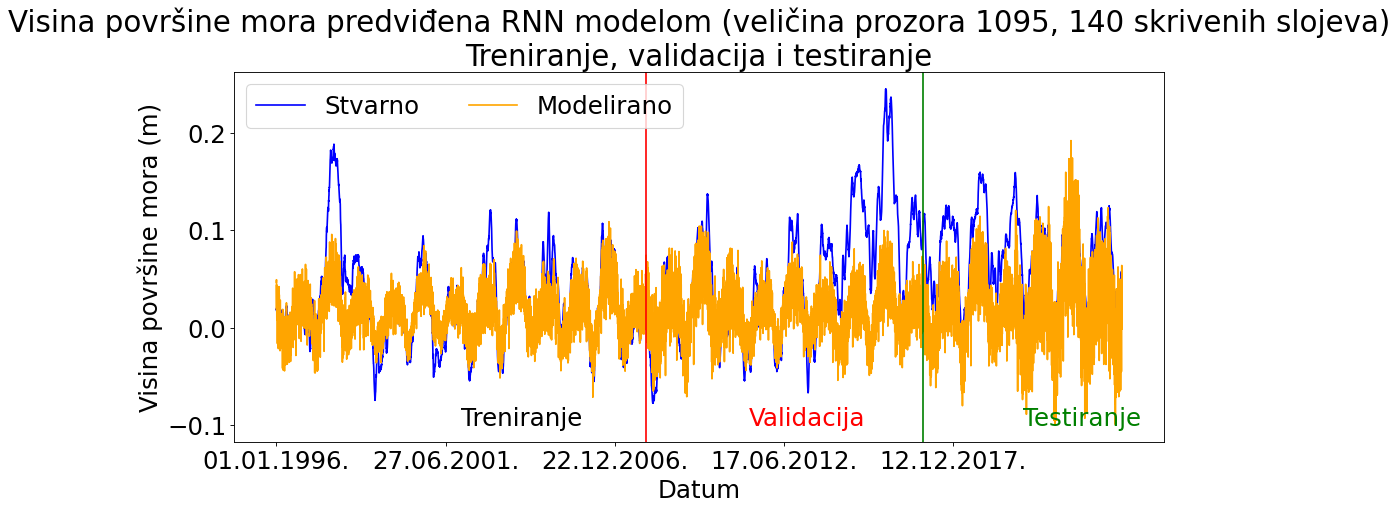 Visina površine mora predviđena RNN modelom (veličina prozora 1095, 140 skrivenih slojeva)
Treniranje, validacija i testiranje
Stvarno
Modelirano
Visina površine mora (m)
0.2
0.1
0.0
−0.1
Treniranje
Validacija
Testiranje
01.01.1996.
27.06.2001.
22.12.2006.
17.06.2012.
12.12.2017.
Datum